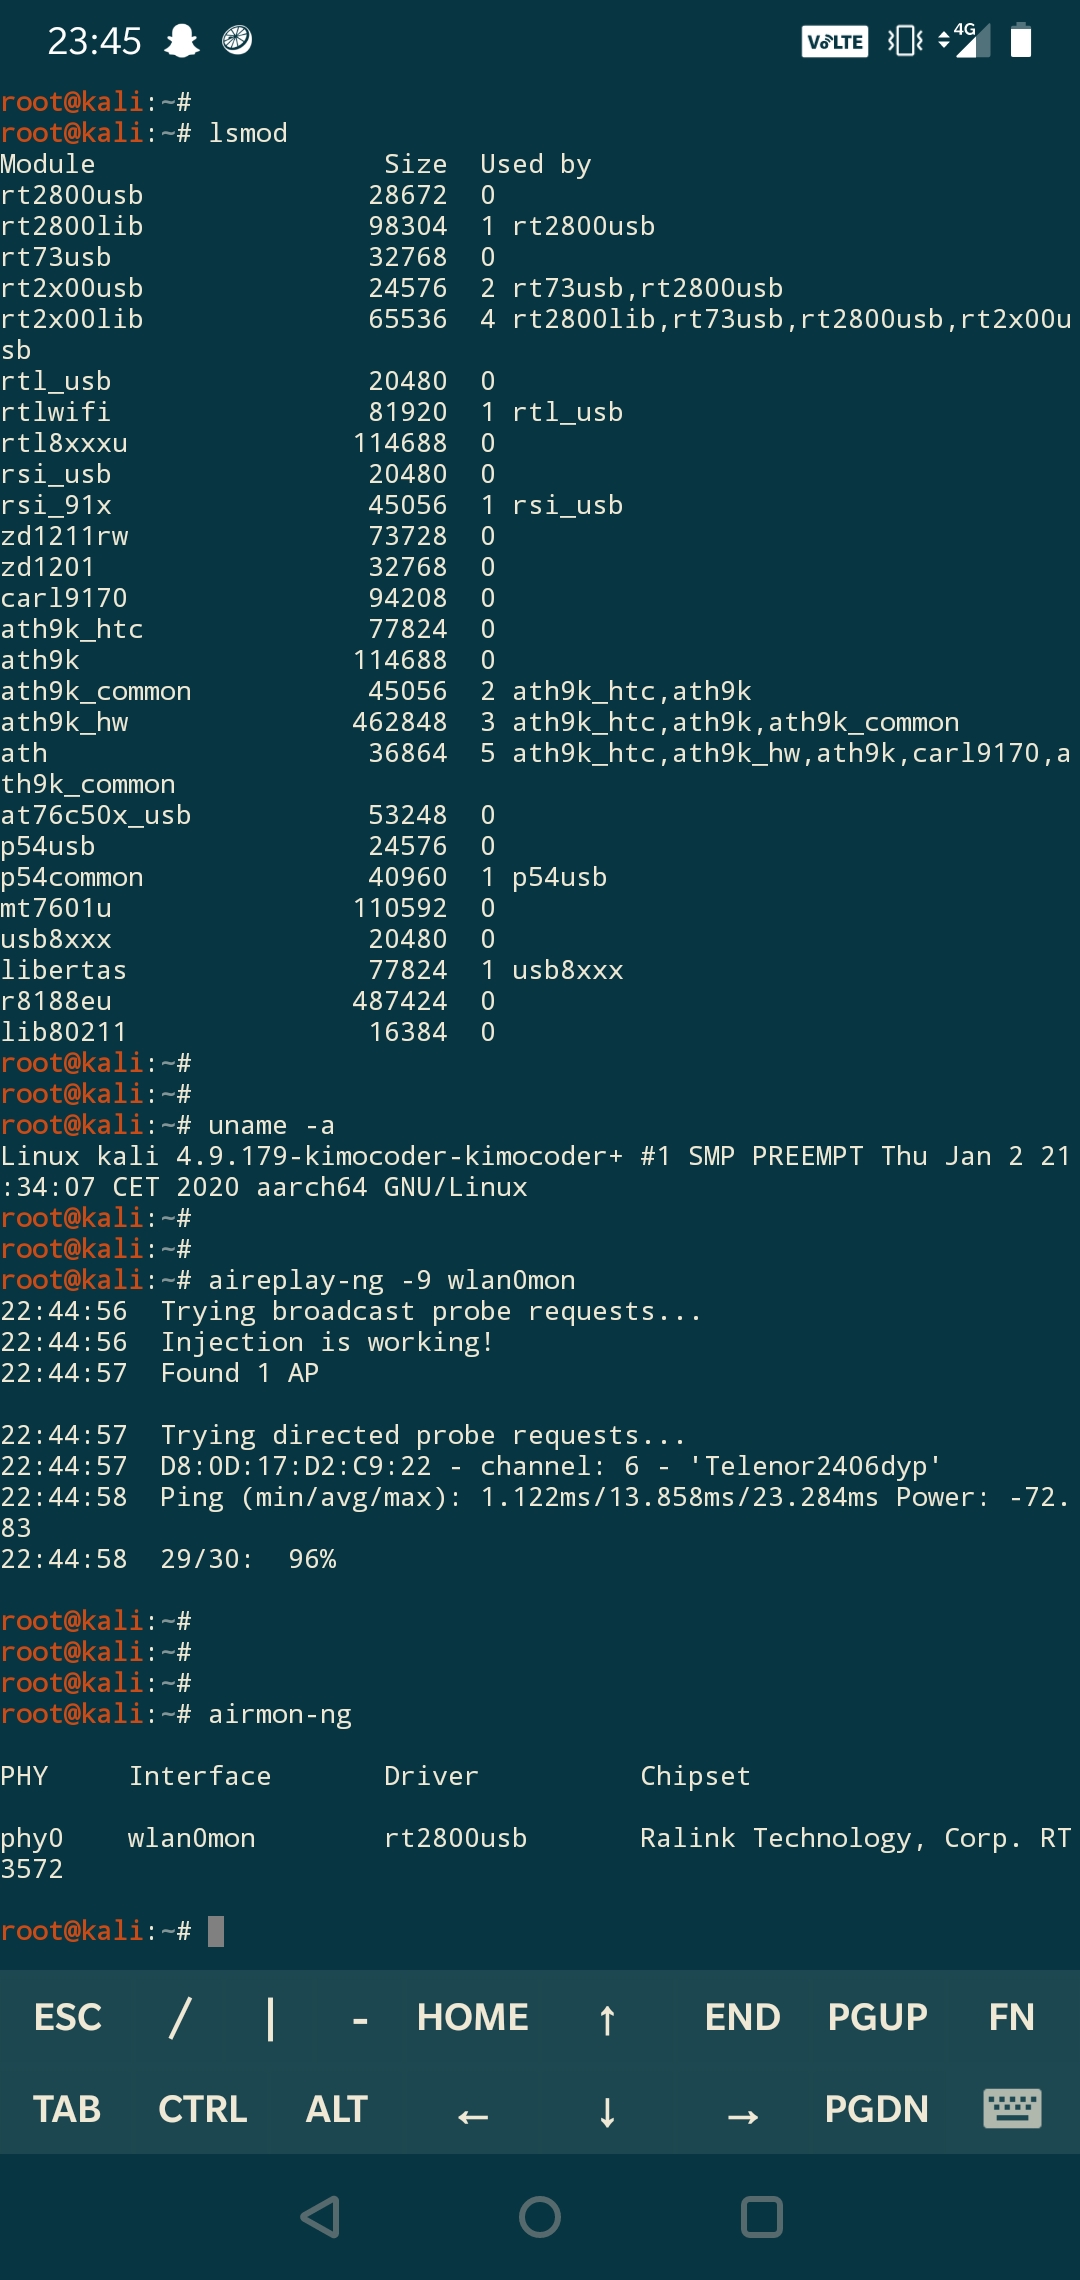 23:45 VoLTE 4G
root@kali:~#
root@kali:~# lsmod
Module Size Used by
rt2800usb 28672 0
rt2800lib 98304 1 rt2800usb
rt73usb 32768 0
rt2x00usb 24576 2 rt73usb,rt2800usb
rt2x00lib 65536 4 rt2800lib,rt73usb,rt2800usb,rt2x00u
sb
rtl_usb 20480 0
rtlwifi 81920 1 rtl_usb
rtl8xxxu 114688 0
rsi_usb 20480 0
rsi_91x 45056 1 rsi_usb
zd1211rw 73728 0
zd1201 32768 0
carl9170 94208 0
ath9k_htc 77824 0
ath9k 114688 0
ath9k_common 45056 2 ath9k_htc,ath9k
ath9k_hw 462848 3 ath9k_htc,ath9k,ath9k_common
ath 36864 5 ath9k_htc,ath9k_hw,ath9k,carl9170,a
th9k_common
at76c50x_usb 53248 0
p54usb 24576 0
p54common 40960 1 p54usb
mt7601u 110592 0
usb8xxx 20480 0
libertas 77824 1 usb8xxx
r8188eu 487424 0
lib80211 16384 0
root@kali:~#
root@kali:~#
root@kali:~# uname -a
Linux kali 4.9.179-kimocoder-kimocoder+ #1 SMP PREEMPT Thu Jan 2 21
:34:07 CET 2020 aarch64 GNU/Linux
root@kali:~#
root@kali:~#
root@kali:~# aireplay-ng -9 wlan0mon
22:44:56 Trying broadcast probe requests...
22:44:56 Injection is working!
22:44:57 Found 1 AP
22:44:57 Trying directed probe requests...
22:44:57 D8:0D:17:D2:C9:22 - channel: 6 - 'Telenor2406dyp'
22:44:58 Ping (min/avg/max): 1.122ms/13.858ms/23.284ms Power: -72.
83
22:44:58 29/30: 96%
root@kali:~#
root@kali:~#
root@kali:~#
root@kali:~# airmon-ng
PHY Interface Driver Chipset
phy0 wlan0mon rt2800usb Ralink Technology, Corp. RT
3572
root@kali:~#
ESC / | - HOME ↑ END PGUP FN
TAB CTRL ALT ← ↓ → PGDN